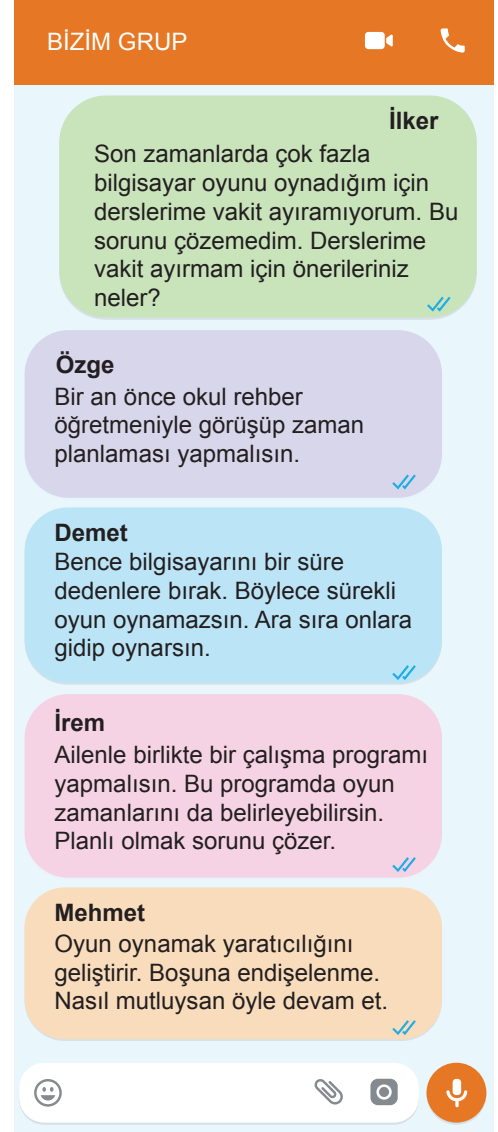 BİZİM GRUP
İlker
Son zamanlarda çok fazla
bilgisayar oyunu oynadığım için
derslerime vakit ayıramıyorum. Bu
sorunu çözemedim. Derslerime
vakit ayırmam için önerileriniz
neler?
Özge
Bir an önce okul rehber
öğretmeniyle görüşüp zaman
planlaması yapmalısın.
Demet
Bence bilgisayarını bir süre
dedenlere bırak. Böylece sürekli
oyun oynamazsın. Ara sıra onlara
gidip oynarsın.
İrem
Ailenle birlikte bir çalışma programı
yapmalısın. Bu programda oyun
zamanlarını da belirleyebilirsin.
Planlı olmak sorunu çözer.
Mehmet
Oyun oynamak yaratıcılığını
geliştirir. Boşuna endişelenme.
Nasıl mutluysan öyle devam et.